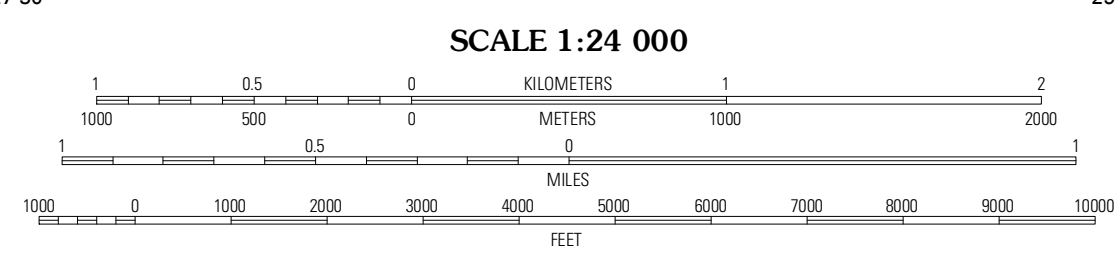 SCALE 1:24 000
1 0.5 0 KILOMETERS 1 2
1000 500 0 METERS 1000 2000
1 0.5 0 1
MILES
1000 0 1000 2000 3000 4000 5000 6000 7000 8000 9000 10000
FEET